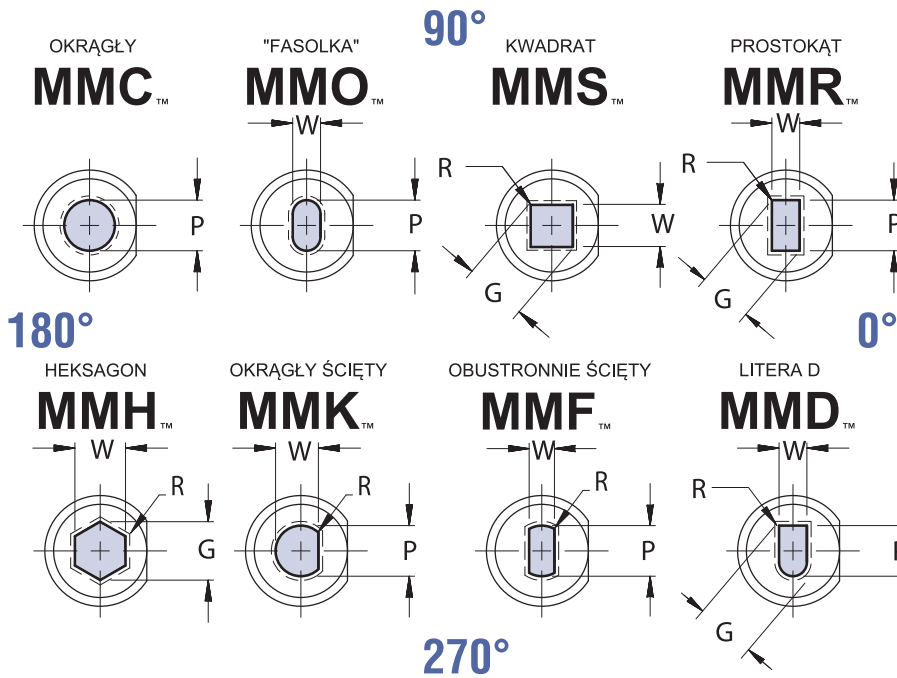 90°
OKRĄGŁY
MMC™
P
"FASOLKA"
MMO™
W
P
KWADRAT
MMS™
R
W
G
PROSTOKĄT
MMR™
W
R
P
G
180°
0°
HEKSAGON
MMH™
W
R
G
OKRĄGŁY ŚCIĘTY
MMK™
W
R
P
OBUSTRONNIE ŚCIĘTY
MMF™
W
R
P
LITERA D
MMD™
W
R
P
G
270°